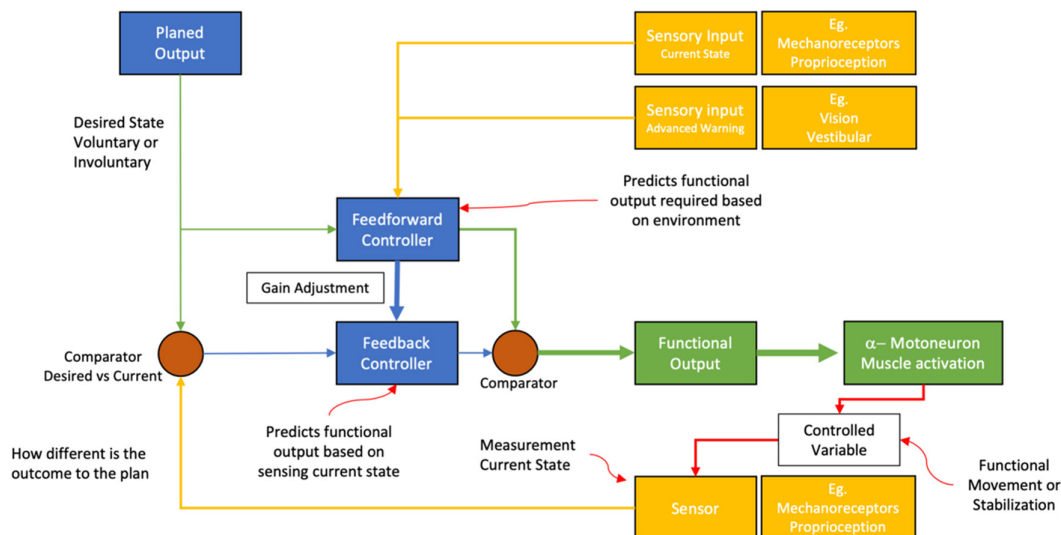 Planed
Output
Sensory Input
Current State
Eg.
Mechanoreceptors
Proprioception
Sensory input
Advanced Warning
Eg.
Vision
Vestibular
Desired State
Voluntary or
Involuntary
Predicts functional
output required based
on environment
Feedforward
Controller
Gain Adjustment
Comparator
Desired vs Current
Feedback
Controller
Comparator
Functional
Output
α– Motoneuron
Muscle activation
How different is the
outcome to the plan
Predicts functional
output based on
sensing current state
Measurement
Current State
Controlled
Variable
Functional
Movement or
Stabilization
Sensor
Eg.
Mechanoreceptors
Proprioception